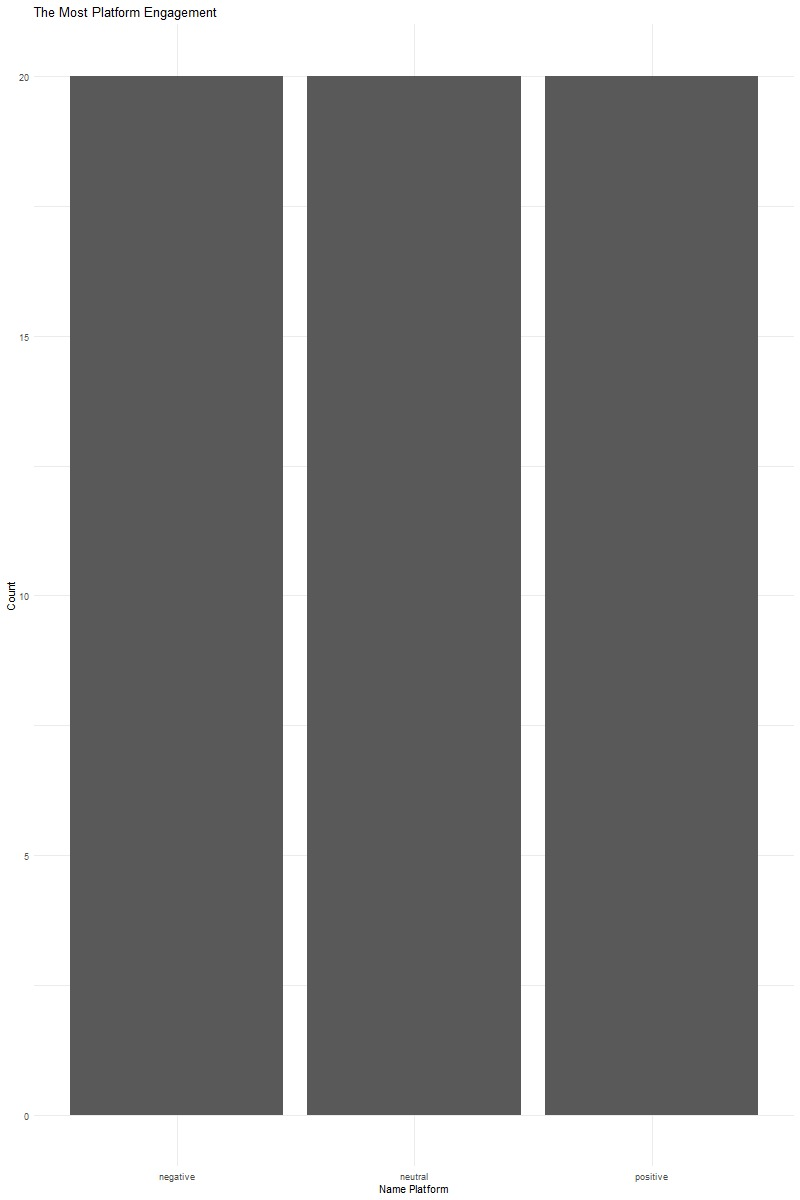 The Most Platform Engagement
20
15
10
5
0
Count
negative neutral positive
Name Platform